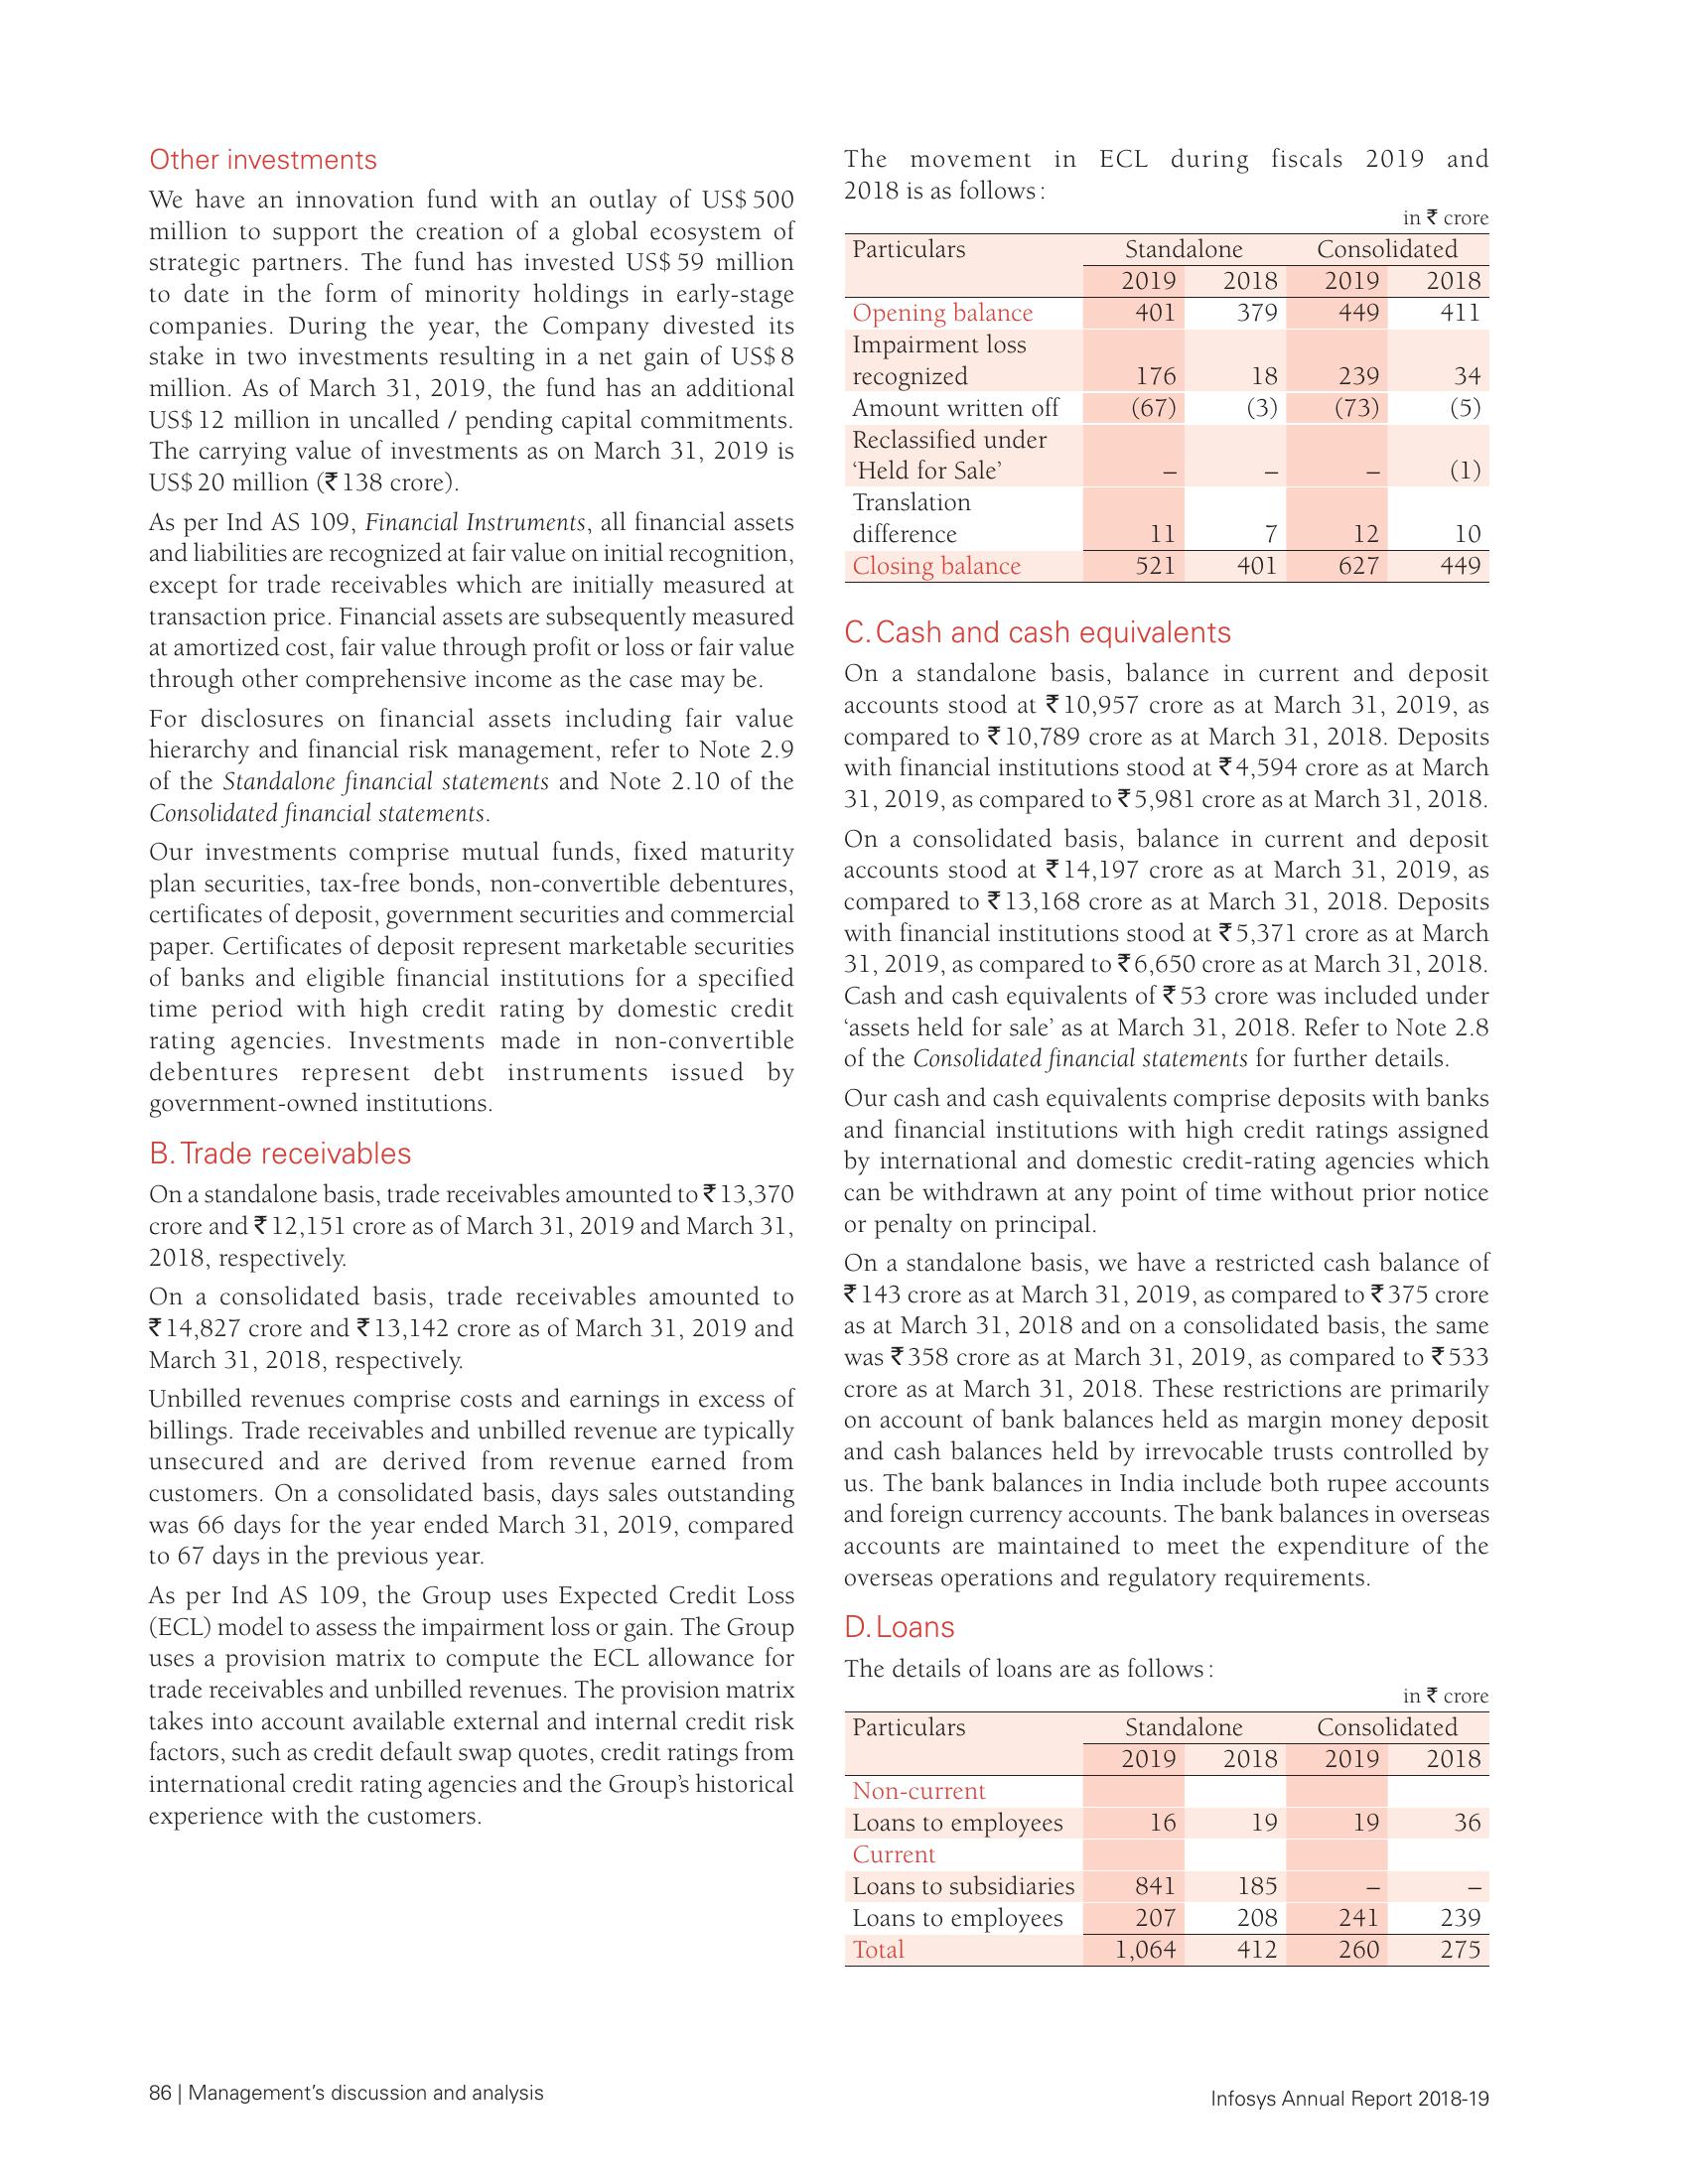 Other investments
We have an innovation fund with an outlay of US$ 500
million to support the creation of a global ecosystem of
strategic partners. The fund has invested US$ 59 million
to date in the form of minority holdings in early-stage
companies. During the year, the Company divested its
stake in two investments resulting in a net gain of US$ 8
million. As of March 31, 2019, the fund has an additional
US$ 12 million in uncalled / pending capital commitments.
The carrying value of investments as on March 31, 2019 is
US$ 20 million (₹ 138 crore).
As per Ind AS 109, Financial Instruments, all financial assets
and liabilities are recognized at fair value on initial recognition,
except for trade receivables which are initially measured at
transaction price. Financial assets are subsequently measured
at amortized cost, fair value through profit or loss or fair value
through other comprehensive income as the case may be.
For disclosures on financial assets including fair value
hierarchy and financial risk management, refer to Note 2.9
of the Standalone financial statements and Note 2.10 of the
Consolidated financial statements.
Our investments comprise mutual funds, fixed maturity
plan securities, tax-free bonds, non-convertible debentures,
certificates of deposit, government securities and commercial
paper. Certificates of deposit represent marketable securities
of banks and eligible financial institutions for a specified
time period with high credit rating by domestic credit
rating agencies. Investments made in non-convertible
debentures represent debt instruments issued by
government-owned institutions.
B. Trade receivables
On a standalone basis, trade receivables amounted to ₹ 13,370
crore and ₹ 12,151 crore as of March 31, 2019 and March 31,
2018, respectively.
On a consolidated basis, trade receivables amounted to
₹ 14,827 crore and ₹ 13,142 crore as of March 31, 2019 and
March 31, 2018, respectively.
Unbilled revenues comprise costs and earnings in excess of
billings. Trade receivables and unbilled revenue are typically
unsecured and are derived from revenue earned from
customers. On a consolidated basis, days sales outstanding
was 66 days for the year ended March 31, 2019, compared
to 67 days in the previous year.
As per Ind AS 109, the Group uses Expected Credit Loss
(ECL) model to assess the impairment loss or gain. The Group
uses a provision matrix to compute the ECL allowance for
trade receivables and unbilled revenues. The provision matrix
takes into account available external and internal credit risk
factors, such as credit default swap quotes, credit ratings from
international credit rating agencies and the Group's historical
experience with the customers.
The movement in ECL during fiscals 2019 and
2018 is as follows:
in ₹ crore
Particulars Standalone Consolidated
2019 2018 2019 2018
Opening balance 401 379 449 411
Impairment loss
recognized 176 18 239 34
Amount written off (67) (3) (73) (5)
Reclassified under
‘Held for Sale’ – – – (1)
Translation
difference 11 7 12 10
Closing balance 521 401 627 449
C. Cash and cash equivalents
On a standalone basis, balance in current and deposit
accounts stood at ₹ 10,957 crore as at March 31, 2019, as
compared to ₹ 10,789 crore as at March 31, 2018. Deposits
with financial institutions stood at ₹ 4,594 crore as at March
31, 2019, as compared to ₹ 5,981 crore as at March 31, 2018.
On a consolidated basis, balance in current and deposit
accounts stood at ₹ 14,197 crore as at March 31, 2019, as
compared to ₹ 13,168 crore as at March 31, 2018. Deposits
with financial institutions stood at ₹ 5,371 crore as at March
31, 2019, as compared to ₹ 6,650 crore as at March 31, 2018.
Cash and cash equivalents of ₹ 53 crore was included under
‘assets held for sale’ as at March 31, 2018. Refer to Note 2.8
of the Consolidated financial statements for further details.
Our cash and cash equivalents comprise deposits with banks
and financial institutions with high credit ratings assigned
by international and domestic credit-rating agencies which
can be withdrawn at any point of time without prior notice
or penalty on principal.
On a standalone basis, we have a restricted cash balance of
₹ 143 crore as at March 31, 2019, as compared to ₹ 375 crore
as at March 31, 2018 and on a consolidated basis, the same
was ₹ 358 crore as at March 31, 2019, as compared to ₹ 533
crore as at March 31, 2018. These restrictions are primarily
on account of bank balances held as margin money deposit
and cash balances held by irrevocable trusts controlled by
us. The bank balances in India include both rupee accounts
and foreign currency accounts. The bank balances in overseas
accounts are maintained to meet the expenditure of the
overseas operations and regulatory requirements.
D. Loans
The details of loans are as follows:
in ₹ crore
Particulars Standalone Consolidated
2019 2018 2019 2018
Non-current
Loans to employees 16 19 19 36
Current
Loans to subsidiaries 841 185 – –
Loans to employees 207 208 241 239
Total 1,064 412 260 275
86 | Management's discussion and analysis
Infosys Annual Report 2018-19